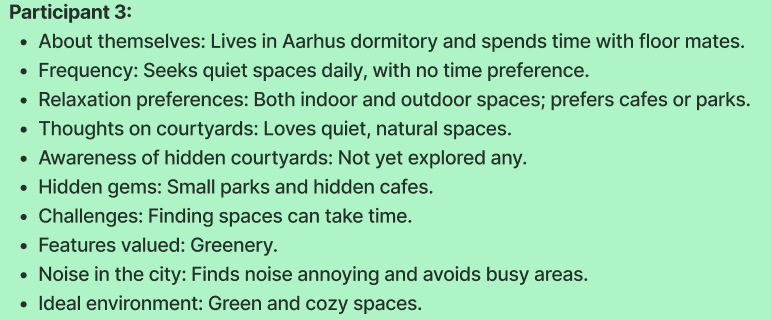 Participant 3:
• About themselves: Lives in Aarhus dormitory and spends time with floor mates.
• Frequency: Seeks quiet spaces daily, with no time preference.
• Relaxation preferences: Both indoor and outdoor spaces; prefers cafes or parks.
• Thoughts on courtyards: Loves quiet, natural spaces.
• Awareness of hidden courtyards: Not yet explored any.
• Hidden gems: Small parks and hidden cafes.
• Challenges: Finding spaces can take time.
• Features valued: Greenery.
• Noise in the city: Finds noise annoying and avoids busy areas.
• Ideal environment: Green and cozy spaces.